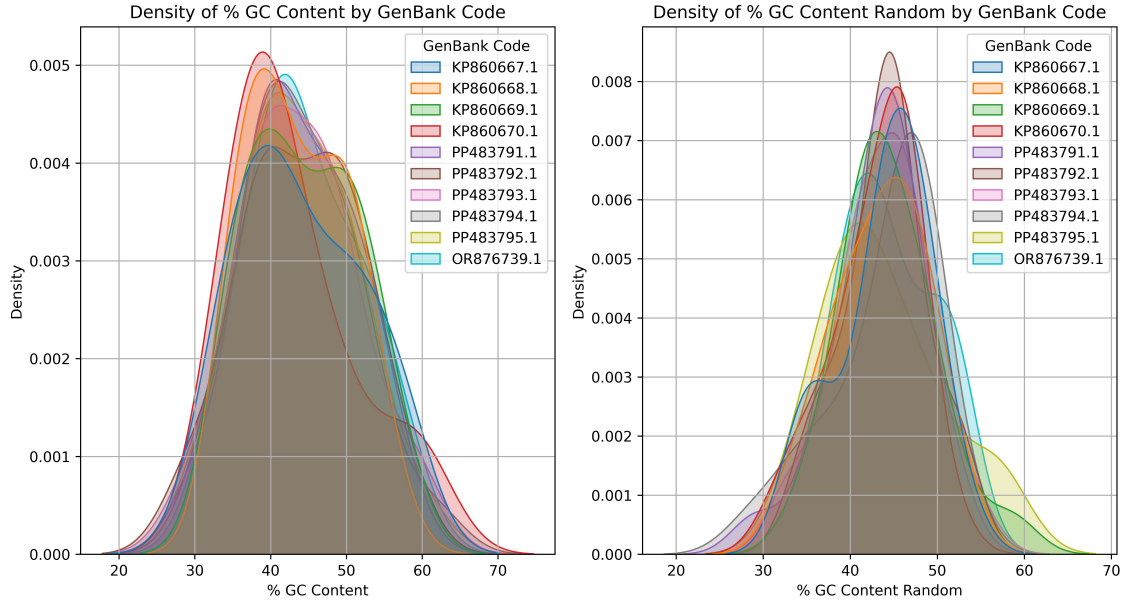 Density of % GC Content by GenBank Code
GenBank Code
KP860667.1
KP860668.1
KP860669.1
KP860670.1
PP483791.1
PP483792.1
PP483793.1
PP483794.1
PP483795.1
OR876739.1
0.005
0.004
0.003
0.002
0.001
0.000
Density
20 30 40 50 60 70
% GC Content
Density of % GC Content Random by GenBank Code
GenBank Code
KP860667.1
KP860668.1
KP860669.1
KP860670.1
PP483791.1
PP483792.1
PP483793.1
PP483794.1
PP483795.1
OR876739.1
0.008
0.007
0.006
0.005
0.004
0.003
0.002
0.001
0.000
Density
20 30 40 50 60 70
% GC Content Random